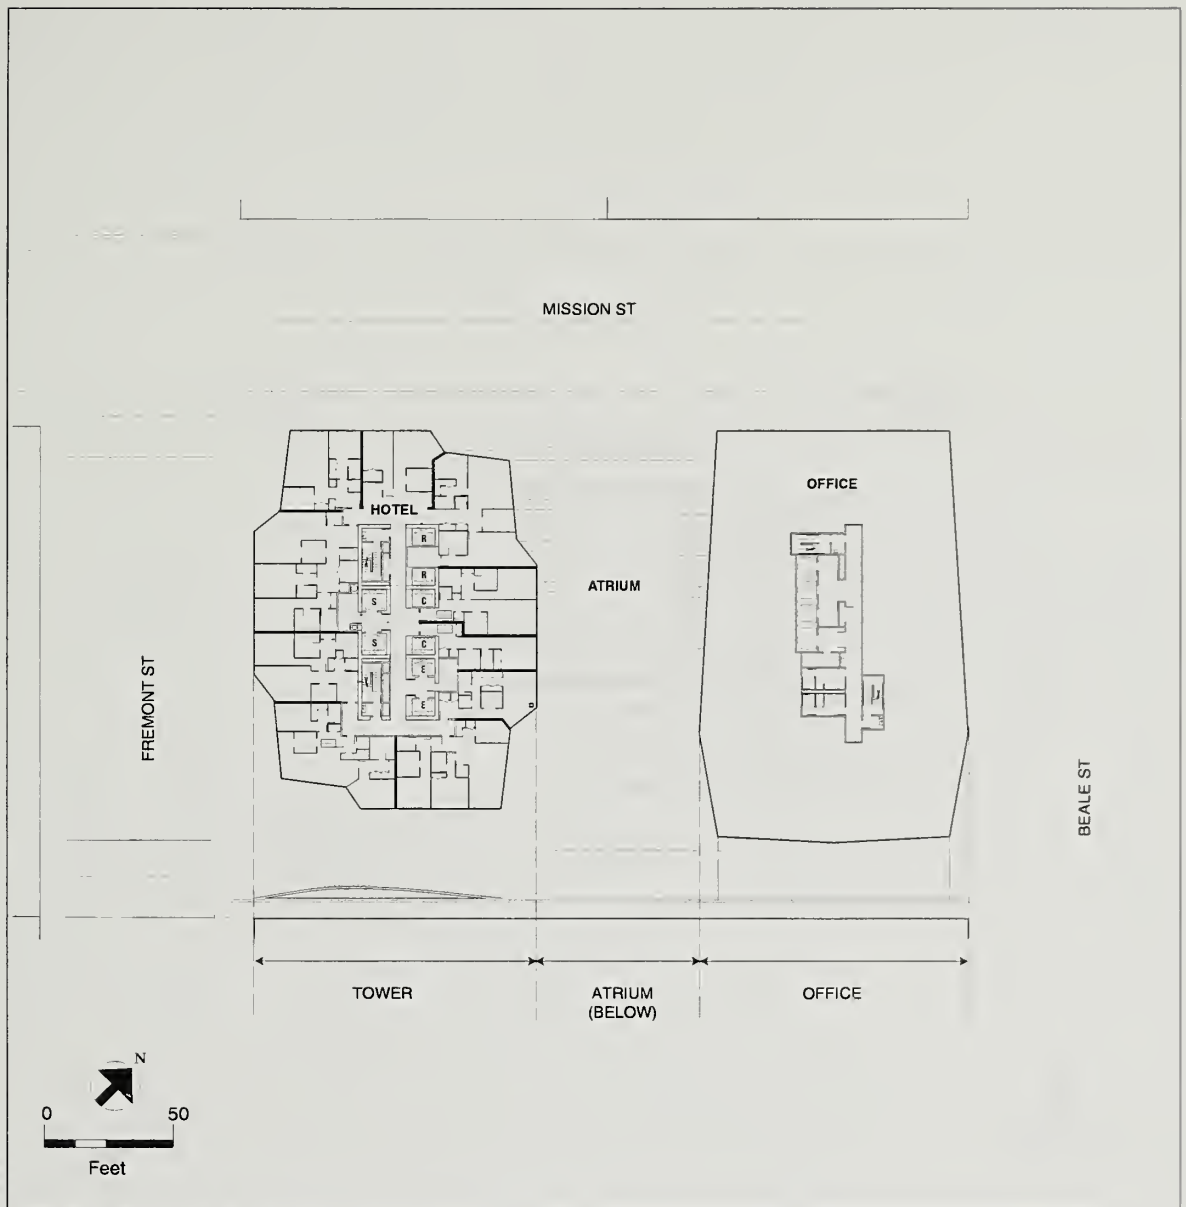 MISSION ST
OFFICE
HOTEL
R
R
ATRIUM
S
C
S
C
E
E
FREMONT ST
BEALE ST
TOWER
ATRIUM
(BELOW)
OFFICE
N
0 50
Feet